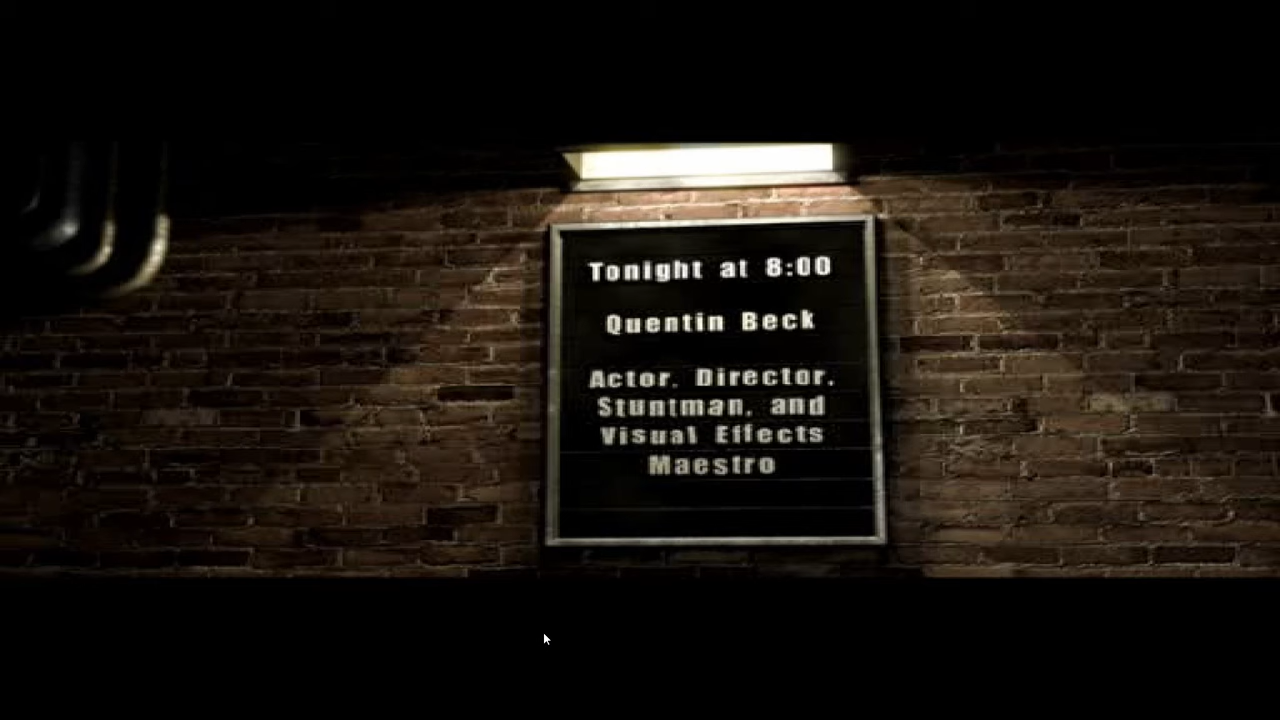 Tonight at 8:00
Quentin Beck
Actor. Director.
Stuntman, and
Visual Effects
Maestro